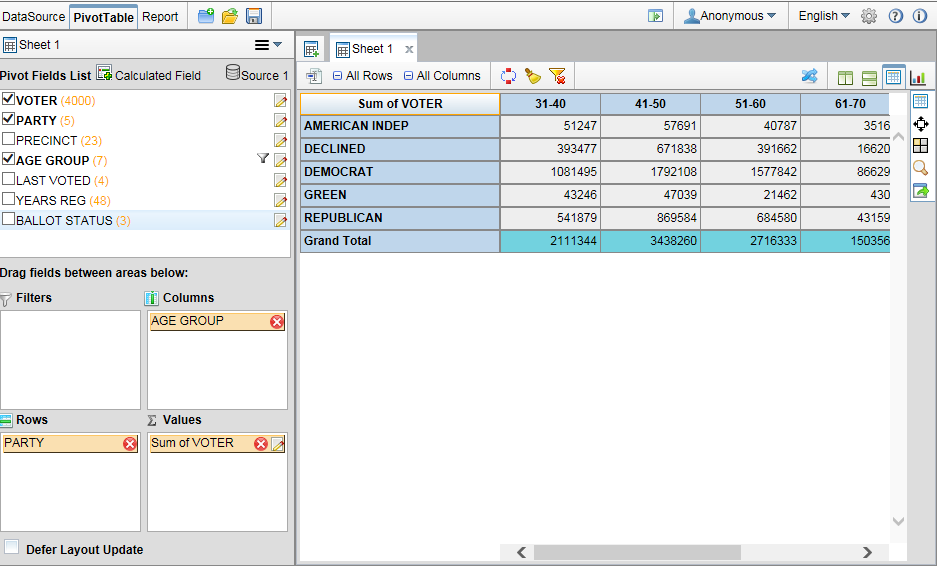 DataSource PivotTable Report Anonymous English
Sheet 1
Pivot Fields List Calculated Field Source 1
VOTER (4000)
PARTY (5)
PRECINCT (23)
AGE GROUP (7)
LAST VOTED (4)
YEARS REG (48)
BALLOT STATUS (3)
Drag fields between areas below:
Filters Columns
AGE GROUP
Rows Values
PARTY Sum of VOTER
Defer Layout Update
Sheet 1 x
All Rows All Columns
Sum of VOTER 31-40 41-50 51-60 61-70
AMERICAN INDEP 51247 57691 40787 3516
DECLINED 393477 671838 391662 16620
DEMOCRAT 1081495 1792108 1577842 86629
GREEN 43246 47039 21462 430
REPUBLICAN 541879 869584 684580 43159
Grand Total 2111344 3438260 2716333 150356